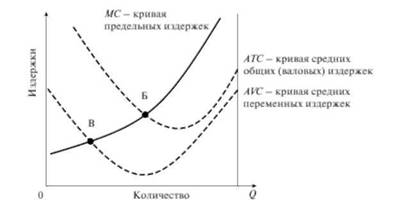 MC – кривая
предельных издержек
ATC – кривая средних
общих (валовых) издержек
AVC – кривая средних
переменных издержек
Издержки
Б
В
0
Количество
Q